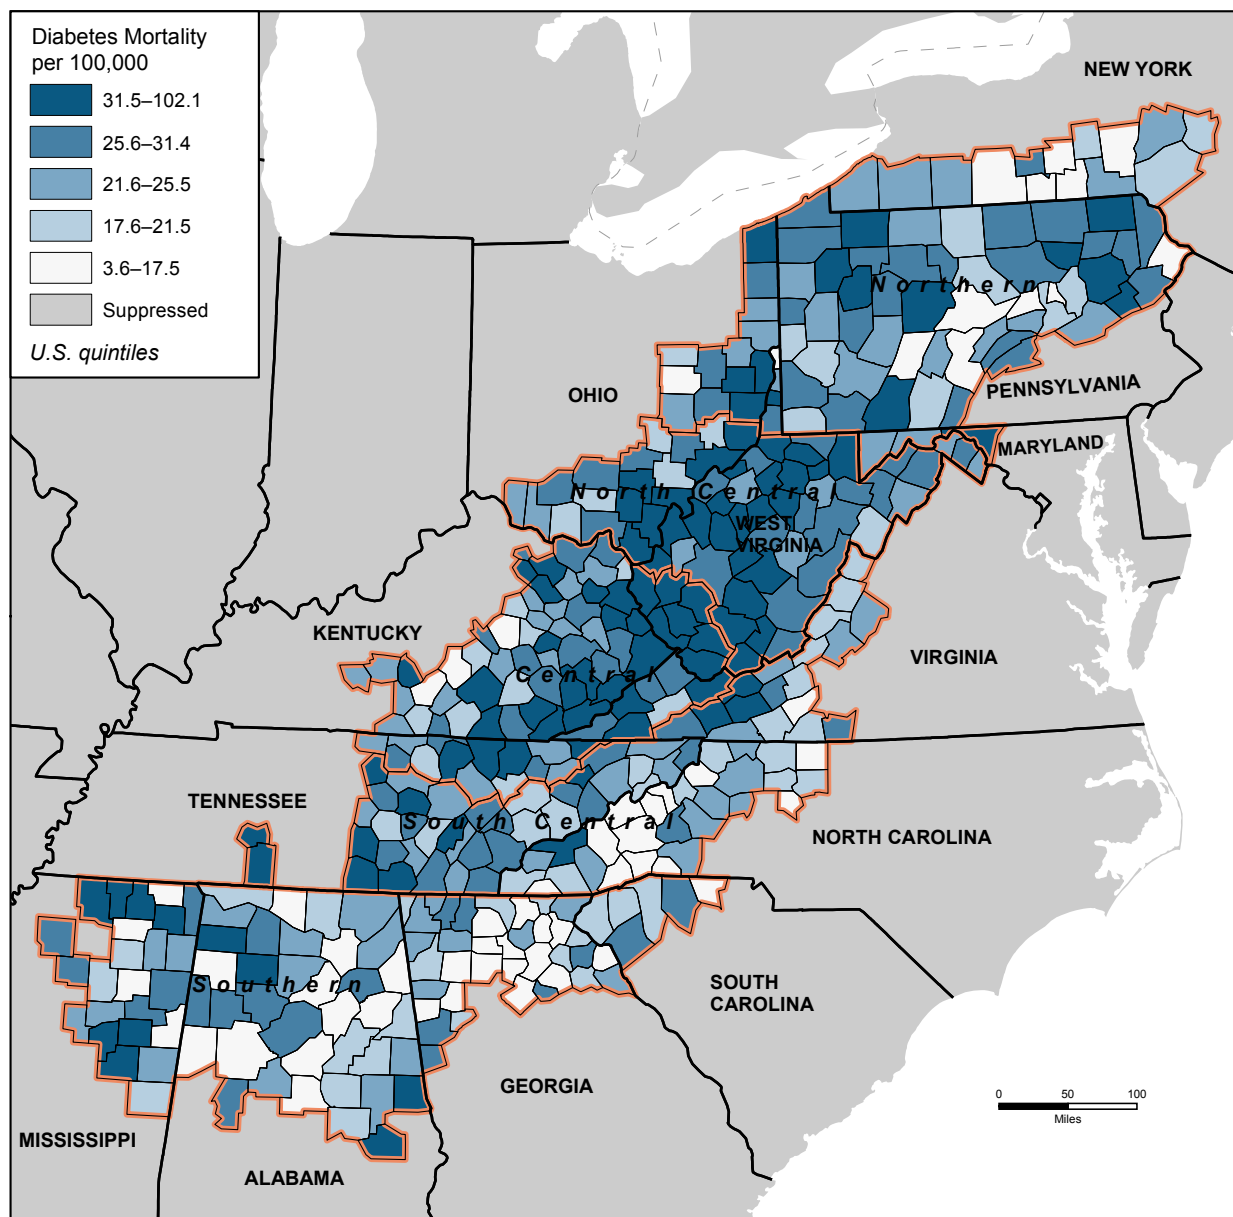 Diabetes Mortality
per 100,000
31.5–102.1
25.6–31.4
21.6–25.5
17.6–21.5
3.6–17.5
Suppressed
U.S. quintiles
NEW YORK
Northern
PENNSYLVANIA
OHIO
MARYLAND
North Central
WEST
VIRGINIA
KENTUCKY
VIRGINIA
Central
TENNESSEE
South Central
NORTH CAROLINA
Southern
SOUTH
CAROLINA
GEORGIA
0 50 100
Miles
MISSISSIPPI
ALABAMA